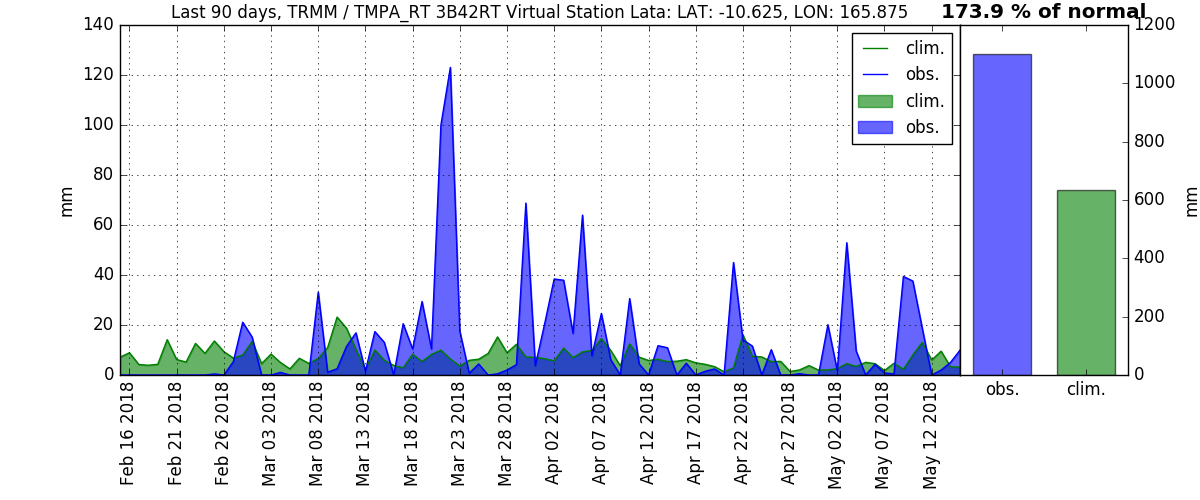 Last 90 days, TRMM / TMPA_RT 3B42RT Virtual Station Lata: LAT: -10.625, LON: 165.875
173.9 % of normal
140
120
100
80
60
40
20
0
mm
clim.
obs.
clim.
obs.
1200
1000
800
600
400
200
0
mm
Feb 16 2018
Feb 21 2018
Feb 26 2018
Mar 03 2018
Mar 08 2018
Mar 13 2018
Mar 18 2018
Mar 23 2018
Mar 28 2018
Apr 02 2018
Apr 07 2018
Apr 12 2018
Apr 17 2018
Apr 22 2018
Apr 27 2018
May 02 2018
May 07 2018
May 12 2018
obs.
clim.